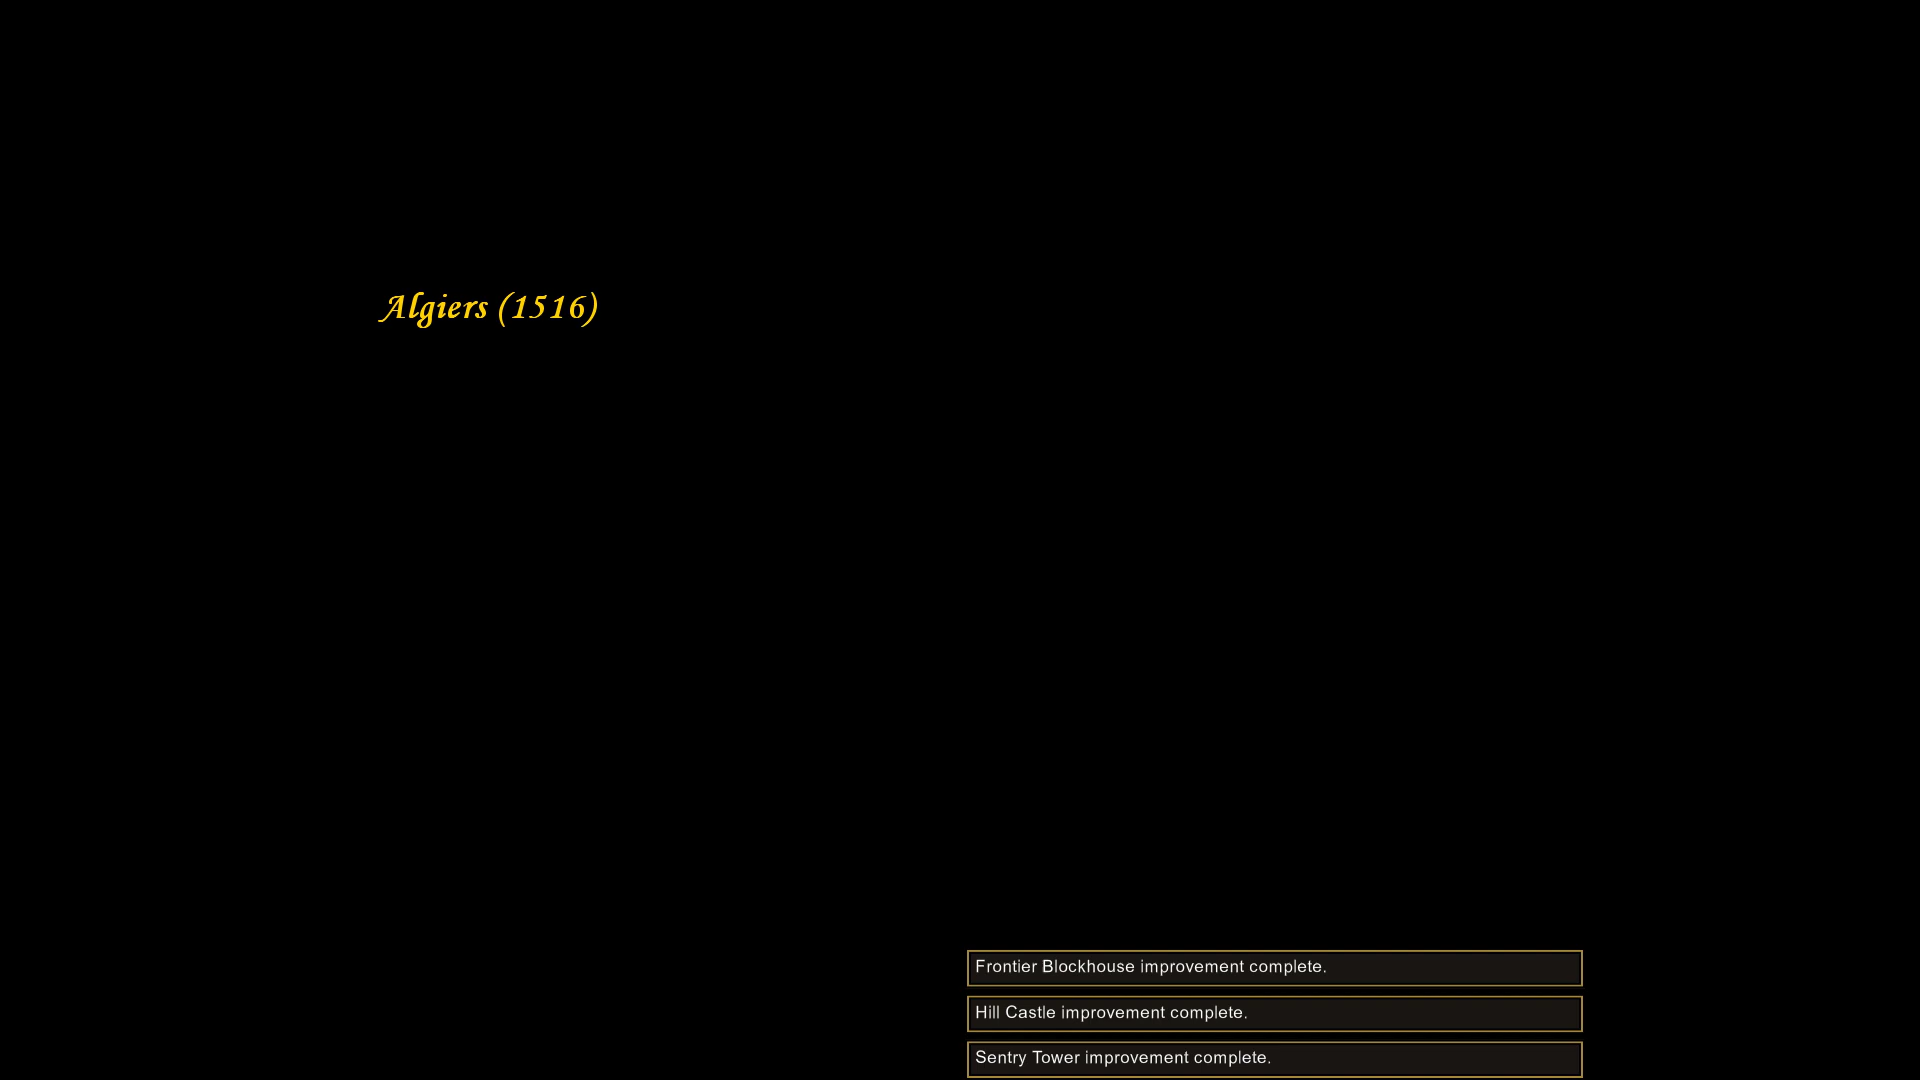 Algiers (1516)
Frontier Blockhouse improvement complete.
Hill Castle improvement complete.
Sentry Tower improvement complete.